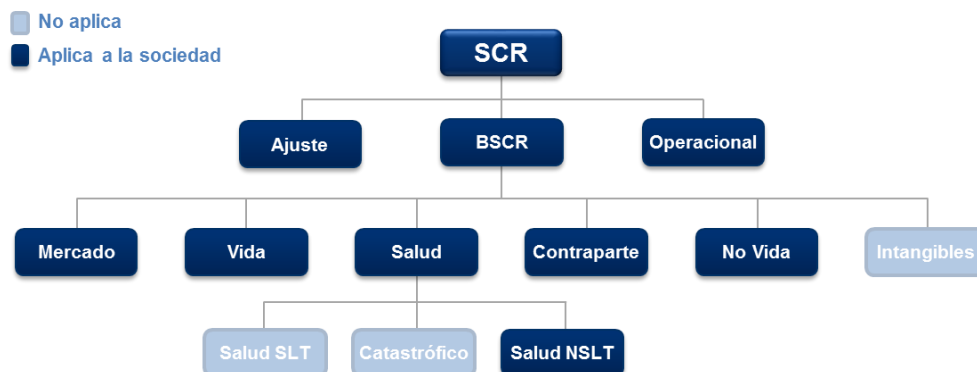 No aplica
Aplica a la sociedad
SCR
Ajuste
BSCR
Operacional
Mercado
Vida
Salud
Contraparte
No Vida
Intangibles
Salud SLT
Catastrófico
Salud NSLT